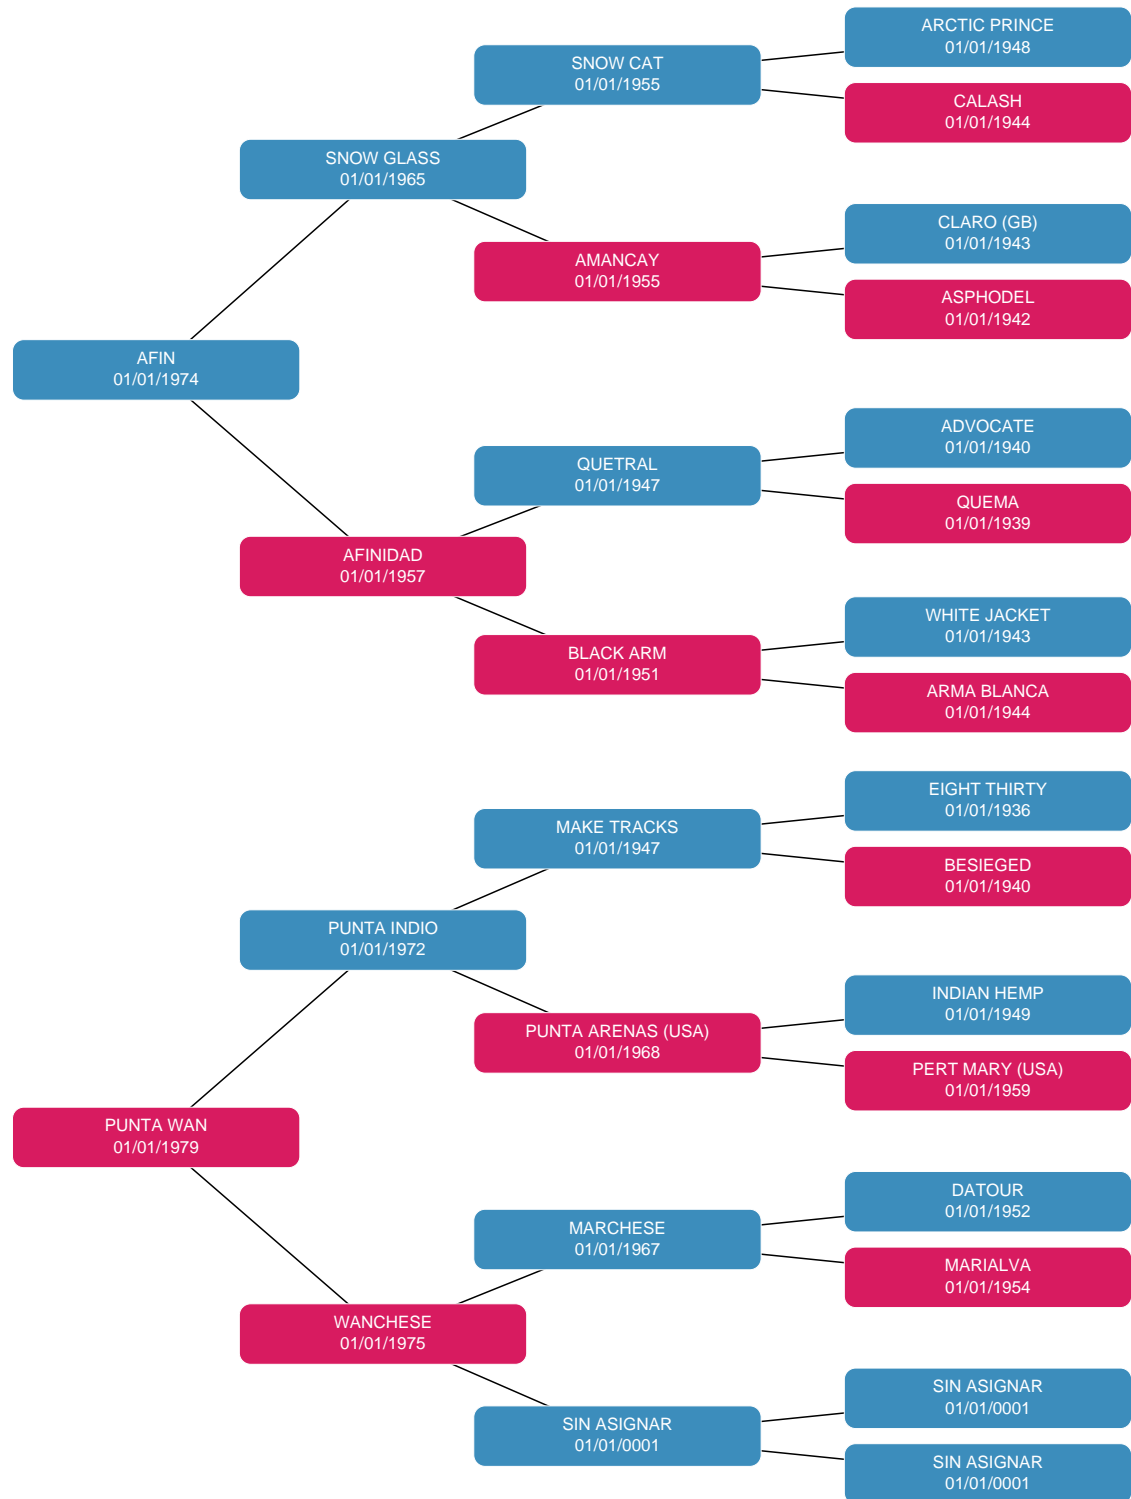 ARCTIC PRINCE
01/01/1948
SNOW CAT
01/01/1955
CALASH
01/01/1944
SNOW GLASS
01/01/1965
CLARO (GB)
01/01/1943
AMANCAY
01/01/1955
ASPHODEL
01/01/1942
AFIN
01/01/1974
ADVOCATE
01/01/1940
QUETRAL
01/01/1947
QUEMA
01/01/1939
AFINIDAD
01/01/1957
WHITE JACKET
01/01/1943
BLACK ARM
01/01/1951
ARMA BLANCA
01/01/1944
EIGHT THIRTY
01/01/1936
MAKE TRACKS
01/01/1947
BESIEGED
01/01/1940
PUNTA INDIO
01/01/1972
INDIAN HEMP
01/01/1949
PUNTA ARENAS (USA)
01/01/1968
PERT MARY (USA)
01/01/1959
PUNTA WAN
01/01/1979
DATOUR
01/01/1952
MARCHESE
01/01/1967
MARIALVA
01/01/1954
WANCHESE
01/01/1975
SIN ASIGNAR
01/01/0001
SIN ASIGNAR
01/01/0001
SIN ASIGNAR
01/01/0001